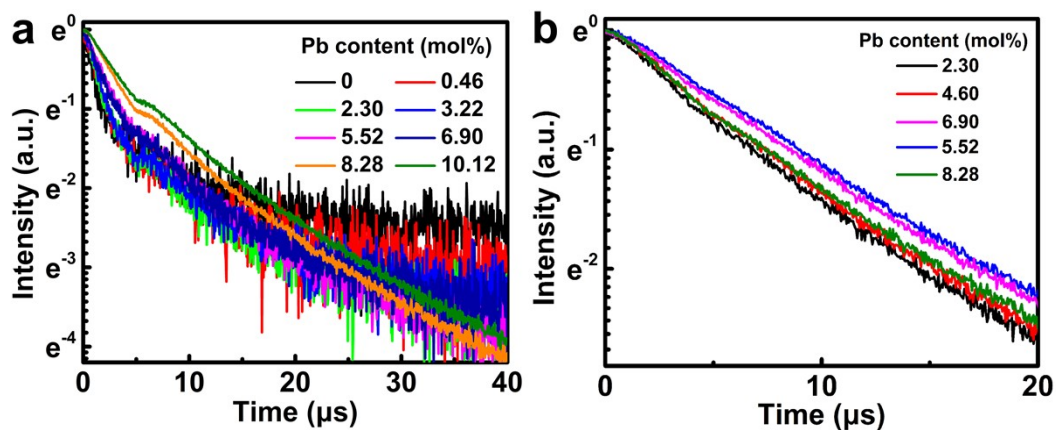 a
Intensity (a.u.)
e⁰
e⁻¹
e⁻²
e⁻³
e⁻⁴
Pb content (mol%)
0 0.46
2.30 3.22
5.52 6.90
8.28 10.12
0 10 20 30 40
Time (µs)
b
Intensity (a.u.)
e⁰
e⁻¹
e⁻²
Pb content (mol%)
2.30
4.60
6.90
5.52
8.28
0 10 20
Time (µs)